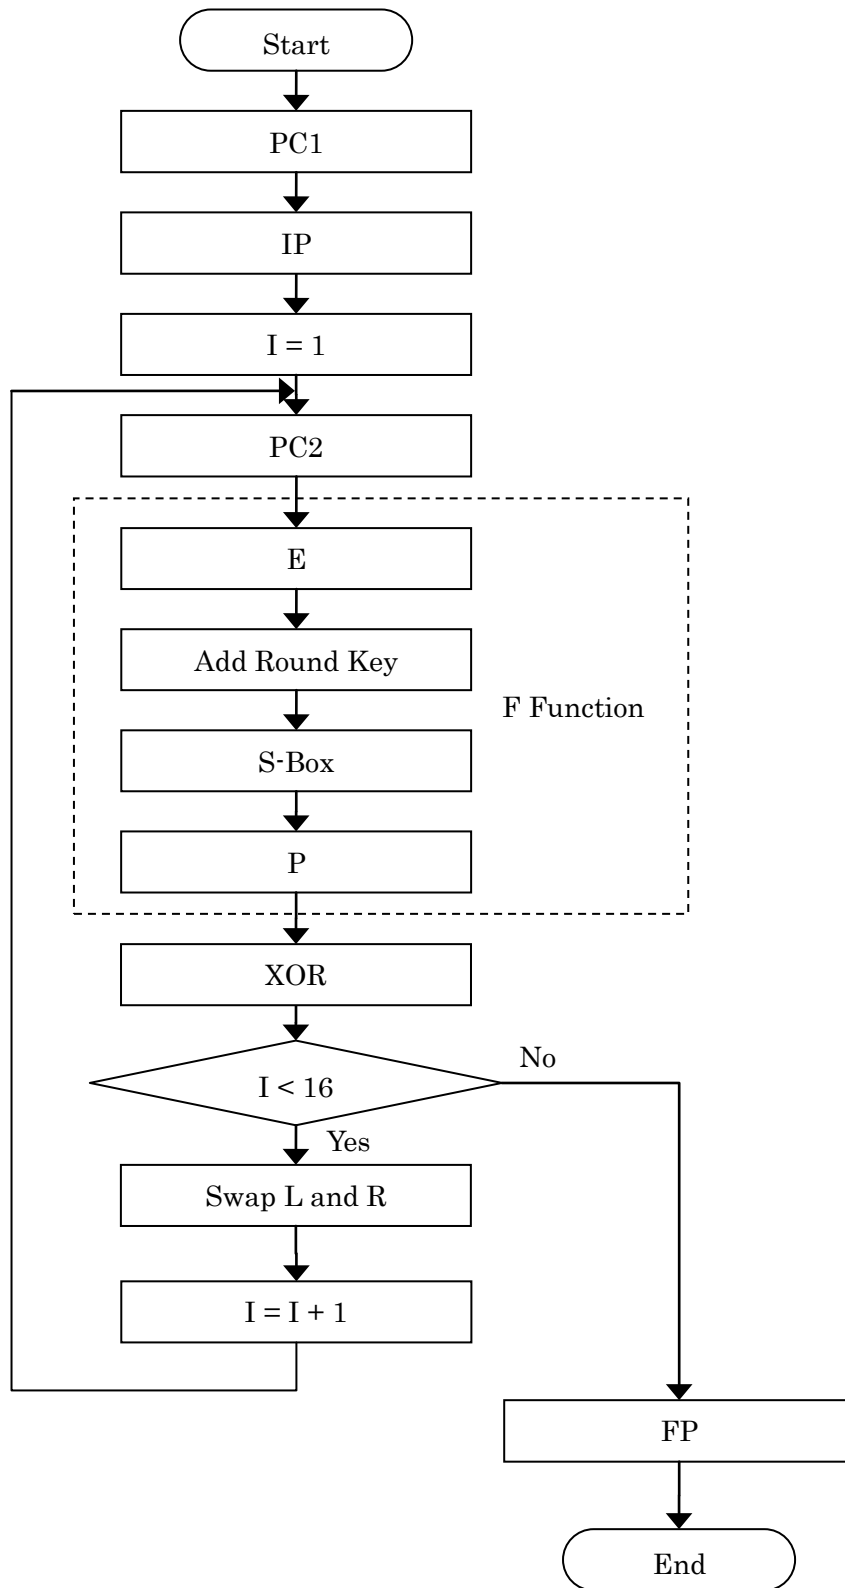 Start
PC1
IP
I = 1
PC2
E
Add Round Key
F Function
S-Box
P
XOR
I < 16
No
Yes
Swap L and R
I = I + 1
FP
End